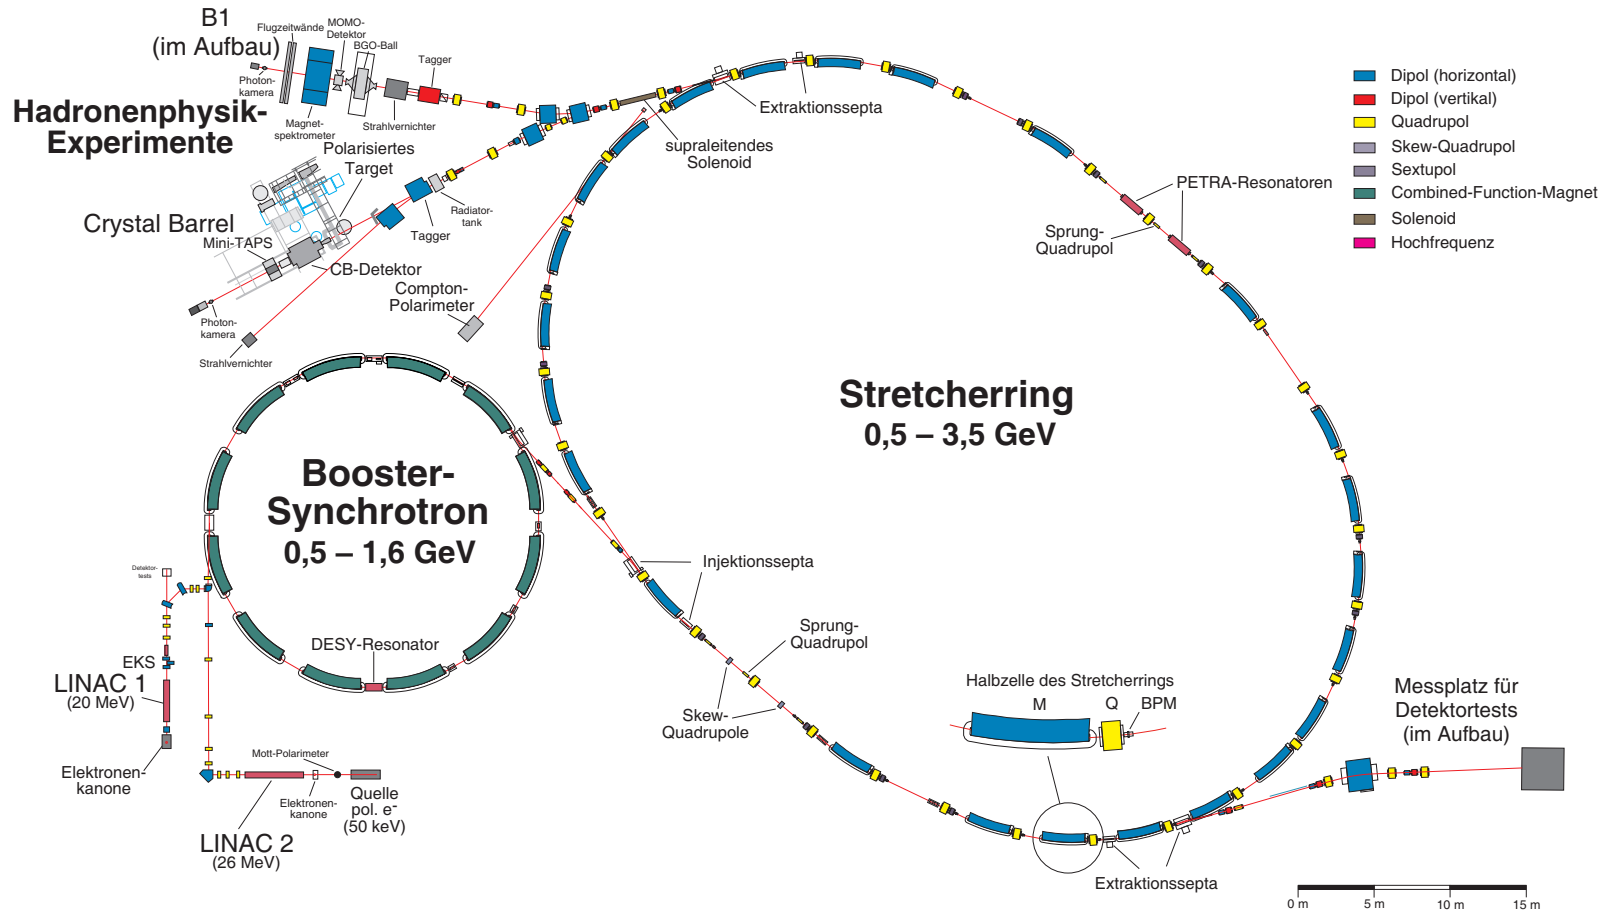 B1
(im Aufbau)
Flugzeitwände
MOMO-
Detektor
BGO-Ball
Tagger
Photon-
kamera
Hadronenphysik-
Experimente
Magnet-
spektrometer
Strahlvernichter
Polarisiertes
Target
Crystal Barrel
Mini-TAPS
Tagger
Radiator-
tank
CB-Detektor
Photon-
kamera
Strahlvernichter
Compton-
Polarimeter
supraleitendes
Solenoid
Extraktionssepta
PETRA-Resonatoren
Sprung-
Quadrupol
Dipol (horizontal)
Dipol (vertikal)
Quadrupol
Skew-Quadrupol
Sextupol
Combined-Function-Magnet
Solenoid
Hochfrequenz
Stretcherring
0,5 – 3,5 GeV
Booster-
Synchrotron
0,5 – 1,6 GeV
DESY-Resonator
Injektionssepta
Sprung-
Quadrupol
Skew-
Quadrupole
Detektor-
tests
EKS
LINAC 1
(20 MeV)
Elektronen-
kanone
Mott-Polarimeter
Elektronen-
kanone
Quelle
pol. e-
(50 keV)
LINAC 2
(26 MeV)
Halbzelle des Stretcherrings
M
Q
BPM
Messplatz für
Detektortests
(im Aufbau)
Extraktionssepta
0 m
5 m
10 m
15 m